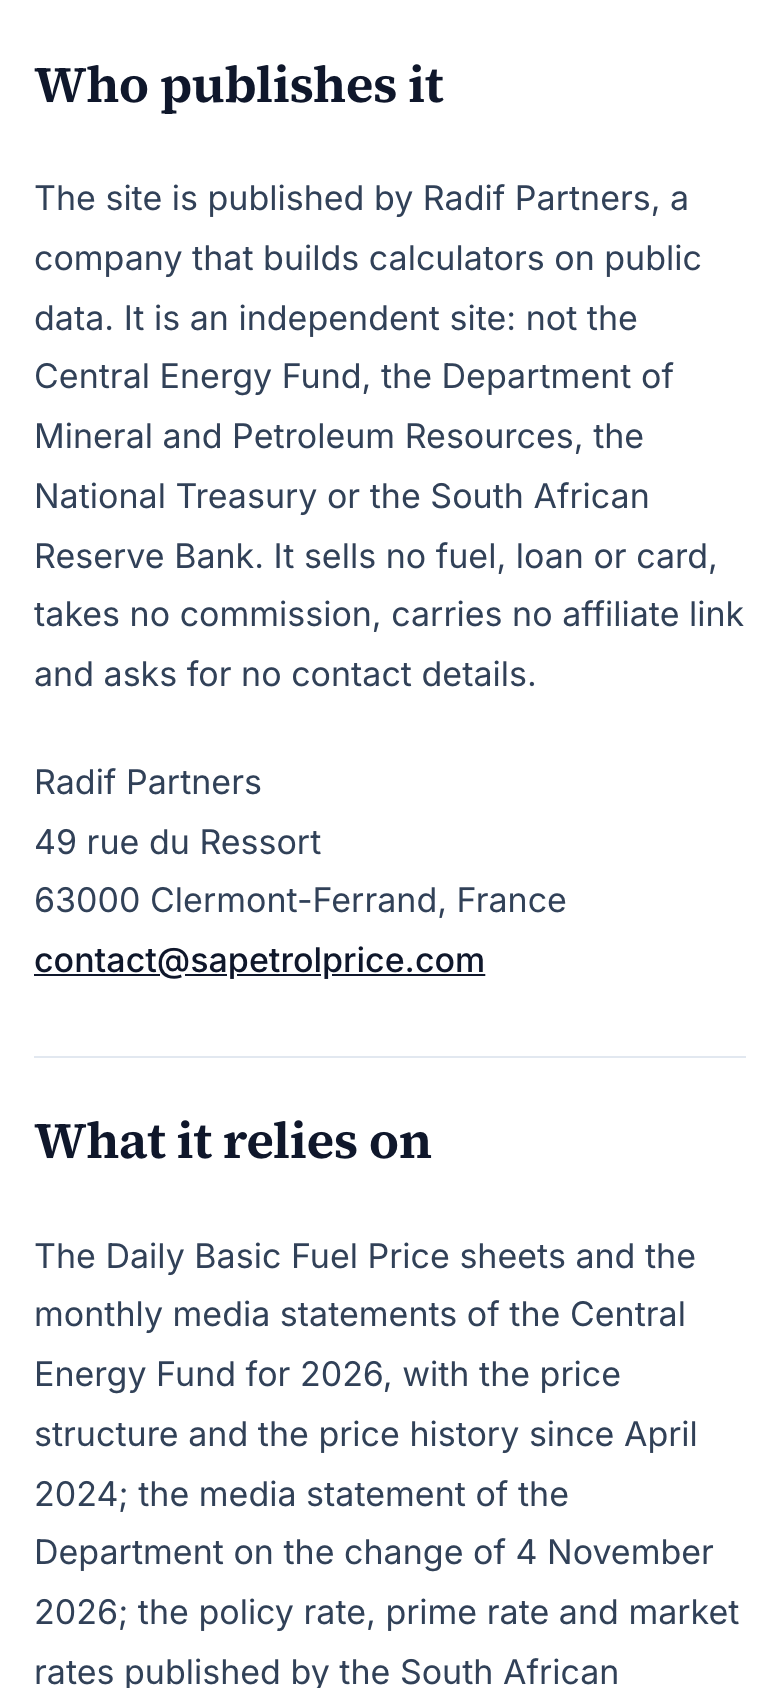 Who publishes it
The site is published by Radif Partners, a
company that builds calculators on public
data. It is an independent site: not the
Central Energy Fund, the Department of
Mineral and Petroleum Resources, the
National Treasury or the South African
Reserve Bank. It sells no fuel, loan or card,
takes no commission, carries no affiliate link
and asks for no contact details.
Radif Partners
49 rue du Ressort
63000 Clermont-Ferrand, France
contact@sapetrolprice.com
What it relies on
The Daily Basic Fuel Price sheets and the
monthly media statements of the Central
Energy Fund for 2026, with the price
structure and the price history since April
2024; the media statement of the
Department on the change of 4 November
2026; the policy rate, prime rate and market
rates published by the South African